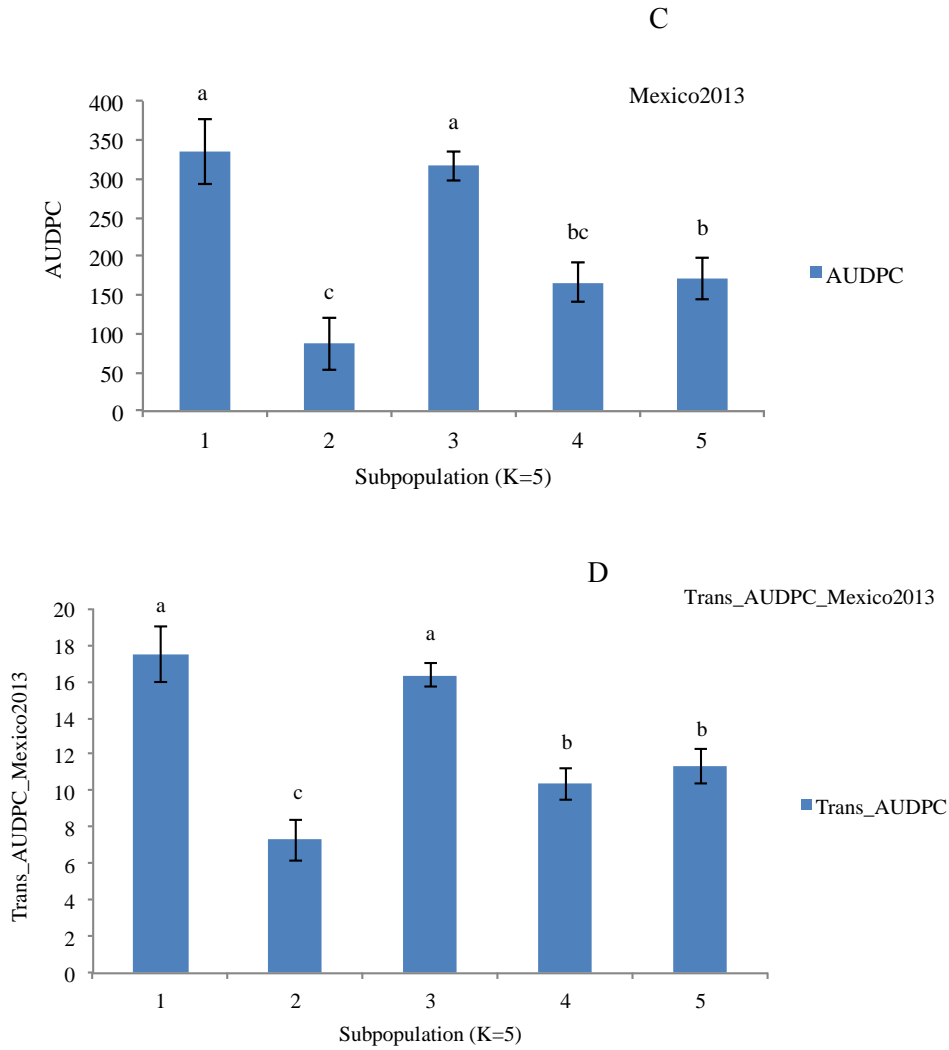 C
Mexico2013
a
a
bc
b
c
400
350
300
250
200
150
100
50
0
AUDPC
AUDPC
1 2 3 4 5
Subpopulation (K=5)
D
Trans_AUDPC_Mexico2013
a
a
b
b
c
20
18
16
14
12
10
8
6
4
2
0
Trans_AUDPC_Mexico2013
Trans_AUDPC
1 2 3 4 5
Subpopulation (K=5)